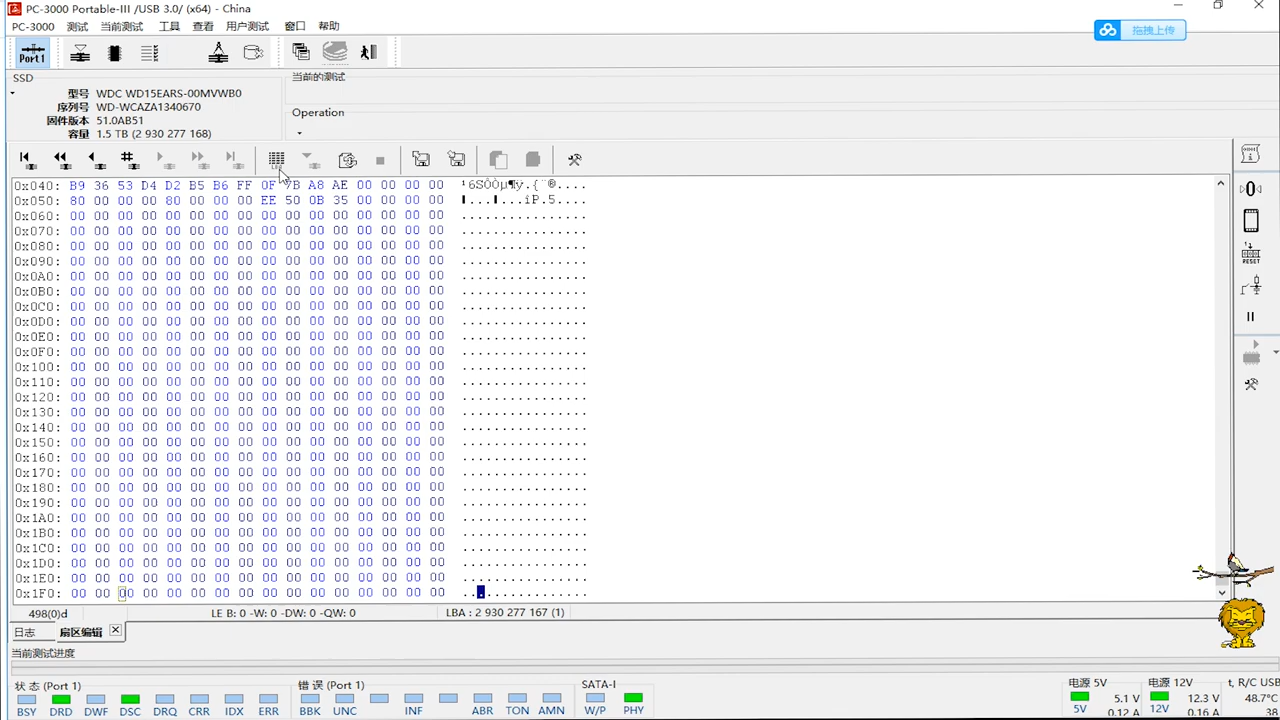 PC-3000 Portable-III /USB 3.0/ (x64) - China
PC-3000 测试 当前测试 工具 查看 用户测试 窗口 帮助
拖拽上传
Port1
SSD
当前的测试
型号 WDC WD15EARS-00MVWB0
序列号 WD-WCAZA1340670
固件版本 51.0AB51
容量 1.5 TB (2 930 277 168)
Operation
LBA
RESET
0x040: B9 36 53 D4 D2 B5 B6 FF 0F 7B A8 AE 00 00 00 00 ¹6SÔÒµ¶ÿ.{¨®....
0x050: 80 00 00 00 80 00 00 00 EE 50 0B 35 00 00 00 00 ...îP.5....
0x060: 00 00 00 00 00 00 00 00 00 00 00 00 00 00 00 00 ................
0x070: 00 00 00 00 00 00 00 00 00 00 00 00 00 00 00 00 ................
0x080: 00 00 00 00 00 00 00 00 00 00 00 00 00 00 00 00 ................
0x090: 00 00 00 00 00 00 00 00 00 00 00 00 00 00 00 00 ................
0x0A0: 00 00 00 00 00 00 00 00 00 00 00 00 00 00 00 00 ................
0x0B0: 00 00 00 00 00 00 00 00 00 00 00 00 00 00 00 00 ................
0x0C0: 00 00 00 00 00 00 00 00 00 00 00 00 00 00 00 00 ................
0x0D0: 00 00 00 00 00 00 00 00 00 00 00 00 00 00 00 00 ................
0x0E0: 00 00 00 00 00 00 00 00 00 00 00 00 00 00 00 00 ................
0x0F0: 00 00 00 00 00 00 00 00 00 00 00 00 00 00 00 00 ................
0x100: 00 00 00 00 00 00 00 00 00 00 00 00 00 00 00 00 ................
0x110: 00 00 00 00 00 00 00 00 00 00 00 00 00 00 00 00 ................
0x120: 00 00 00 00 00 00 00 00 00 00 00 00 00 00 00 00 ................
0x130: 00 00 00 00 00 00 00 00 00 00 00 00 00 00 00 00 ................
0x140: 00 00 00 00 00 00 00 00 00 00 00 00 00 00 00 00 ................
0x150: 00 00 00 00 00 00 00 00 00 00 00 00 00 00 00 00 ................
0x160: 00 00 00 00 00 00 00 00 00 00 00 00 00 00 00 00 ................
0x170: 00 00 00 00 00 00 00 00 00 00 00 00 00 00 00 00 ................
0x180: 00 00 00 00 00 00 00 00 00 00 00 00 00 00 00 00 ................
0x190: 00 00 00 00 00 00 00 00 00 00 00 00 00 00 00 00 ................
0x1A0: 00 00 00 00 00 00 00 00 00 00 00 00 00 00 00 00 ................
0x1B0: 00 00 00 00 00 00 00 00 00 00 00 00 00 00 00 00 ................
0x1C0: 00 00 00 00 00 00 00 00 00 00 00 00 00 00 00 00 ................
0x1D0: 00 00 00 00 00 00 00 00 00 00 00 00 00 00 00 00 ................
0x1E0: 00 00 00 00 00 00 00 00 00 00 00 00 00 00 00 00 ................
0x1F0: 00 00 00 00 00 00 00 00 00 00 00 00 00 00 00 00 ................
498(0)d LE B: 0 -W: 0 -DW: 0 -QW: 0 LBA : 2 930 277 167 (1)
日志 扇区编辑
当前测试进度
状态 (Port 1) 错误 (Port 1) SATA-I 电源 5V 电源 12V t, R/C USB
5.1 V 12.3 V 48.7°C
BSY DRD DWF DSC DRQ CRR IDX ERR BBK UNC INF ABR TON AMN W/P PHY 5V 0.12 A 12V 0.16 A 38